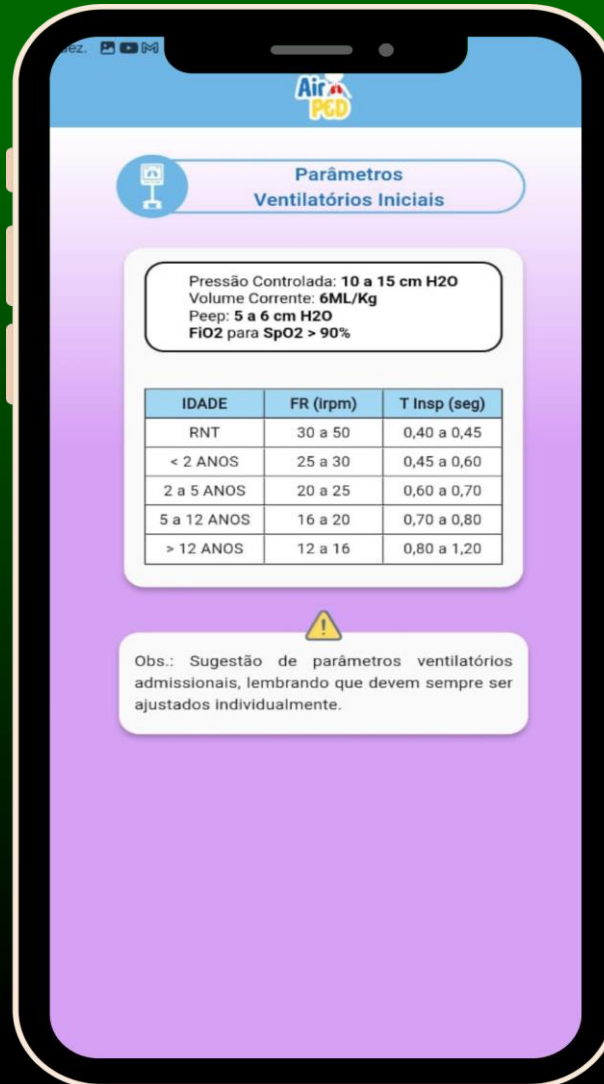 ez.
Air
PED
Parâmetros
Ventilatórios Iniciais
Pressão Controlada: 10 a 15 cm H2O
Volume Corrente: 6ML/Kg
Peep: 5 a 6 cm H2O
FiO2 para SpO2 > 90%
IDADE FR (irpm) T Insp (seg)
RNT 30 a 50 0,40 a 0,45
< 2 ANOS 25 a 30 0,45 a 0,60
2 a 5 ANOS 20 a 25 0,60 a 0,70
5 a 12 ANOS 16 a 20 0,70 a 0,80
> 12 ANOS 12 a 16 0,80 a 1,20
Obs.: Sugestão de parâmetros ventilatórios
admissionais, lembrando que devem sempre ser
ajustados individualmente.